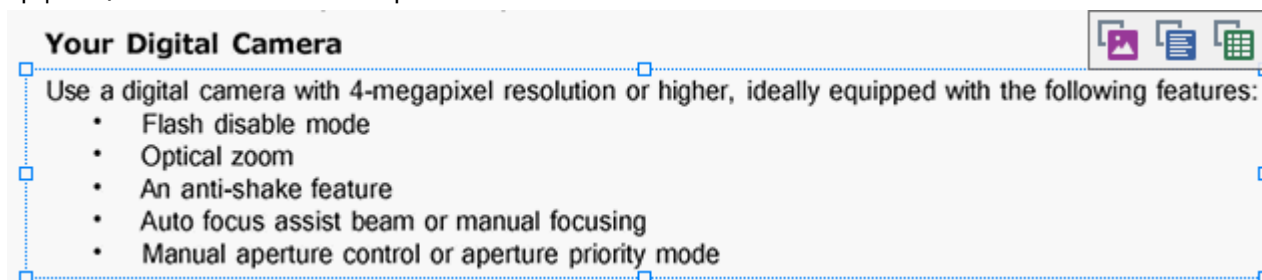 Your Digital Camera
Use a digital camera with 4-megapixel resolution or higher, ideally equipped with the following features:
• Flash disable mode
• Optical zoom
• An anti-shake feature
• Auto focus assist beam or manual focusing
• Manual aperture control or aperture priority mode